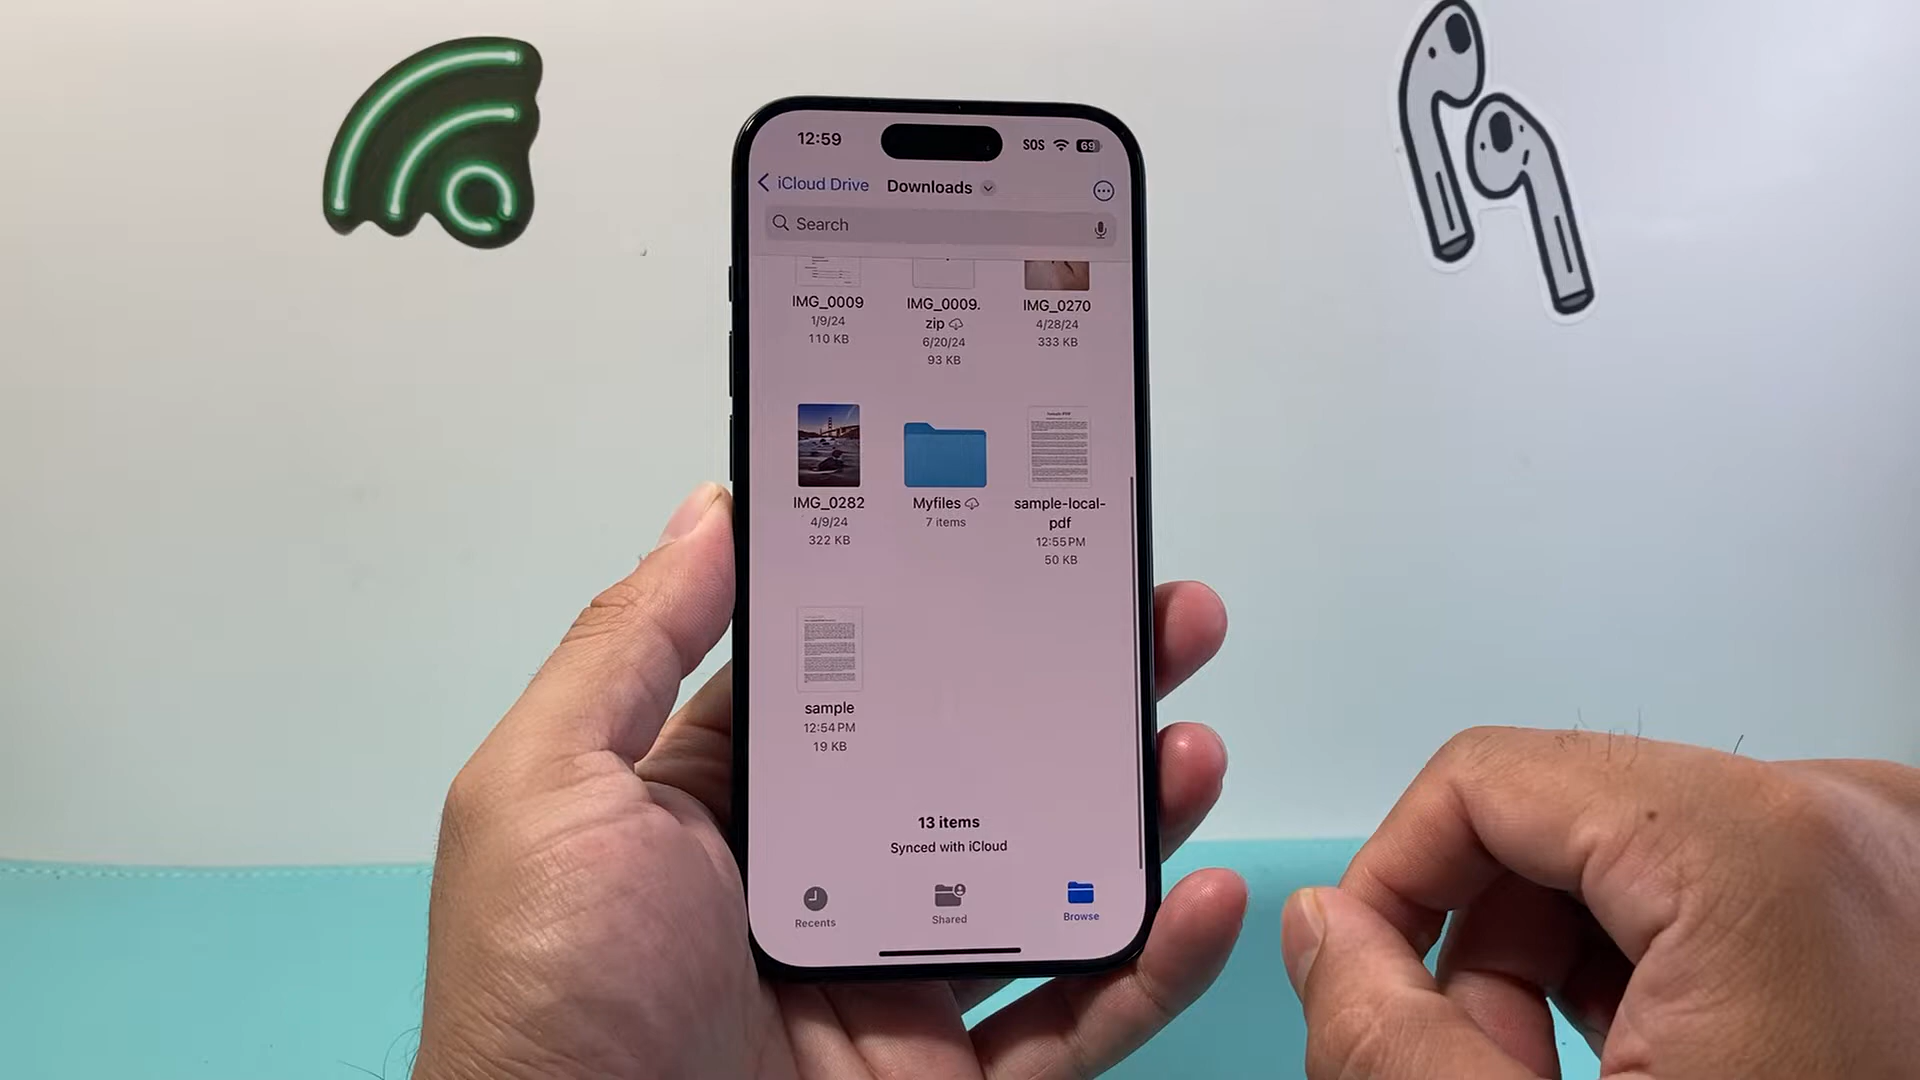 12:59
SOS
69
iCloud Drive Downloads
Search
IMG_0009
1/9/24
110 KB
IMG_0009.
zip
6/20/24
93 KB
IMG_0270
4/28/24
333 KB
IMG_0282
4/9/24
322 KB
Myfiles
7 items
sample-local-
pdf
12:55 PM
50 KB
sample
12:54 PM
19 KB
13 items
Synced with iCloud
Recents
Shared
Browse